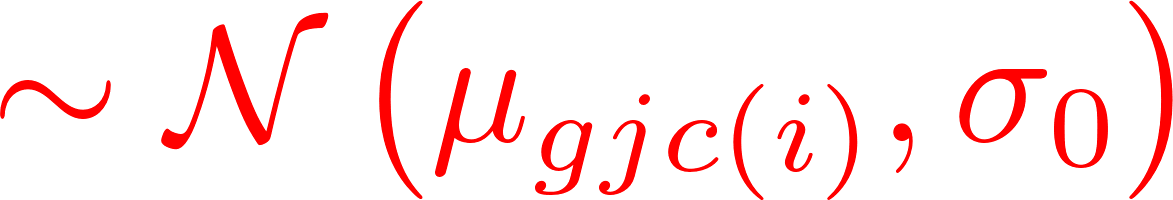 ∼ 𝒩 (μ_{gjc(i)}, σ_0)